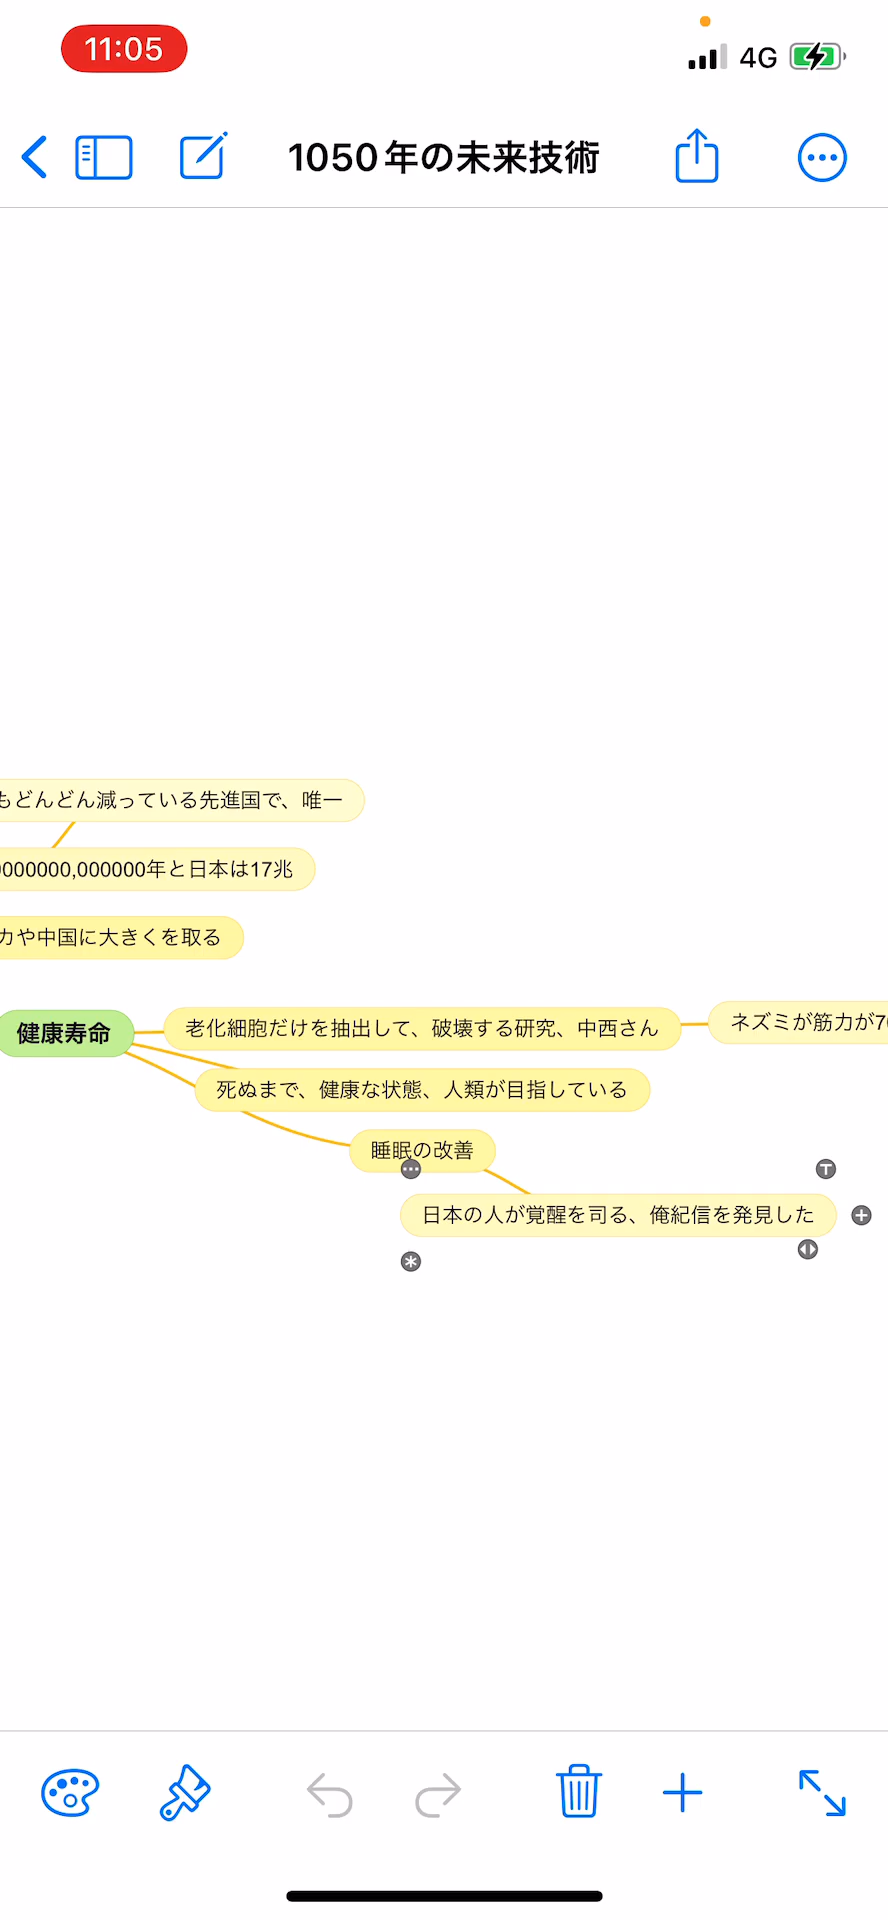 11:05
4G
1050年の未来技術
もどんどん減っている先進国で、唯一
000000,000000年と日本は17兆
カや中国に大きくを取る
健康寿命
老化細胞だけを抽出して、破壊する研究、中西さん
ネズミが筋力が7
死ぬまで、健康な状態、人類が目指している
睡眠の改善
日本の人が覚醒を司る、俺紀信を発見した